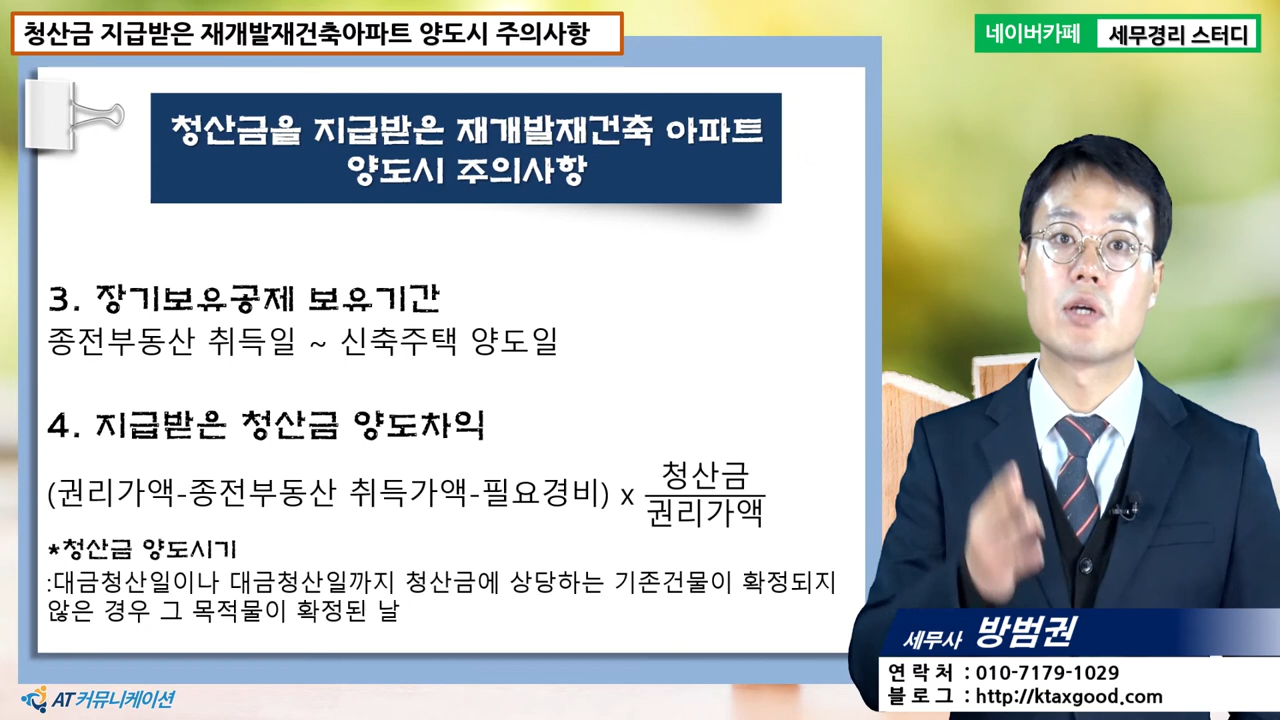 청산금 지급받은 재개발재건축아파트 양도시 주의사항
네이버카페 세무경리 스터디
청산금을 지급받은 재개발재건축 아파트
양도시 주의사항
3. 장기보유공제 보유기간
종전부동산 취득일 ~ 신축주택 양도일
4. 지급받은 청산금 양도차익
(권리가액-종전부동산 취득가액-필요경비) x 청산금
권리가액
*청산금 양도시기
:대금청산일이나 대금청산일까지 청산금에 상당하는 기존건물이 확정되지
않은 경우 그 목적물이 확정된 날
세무사 방범권
연락처 : 010-7179-1029
블로그 : http://ktaxgood.com
AT커뮤니케이션